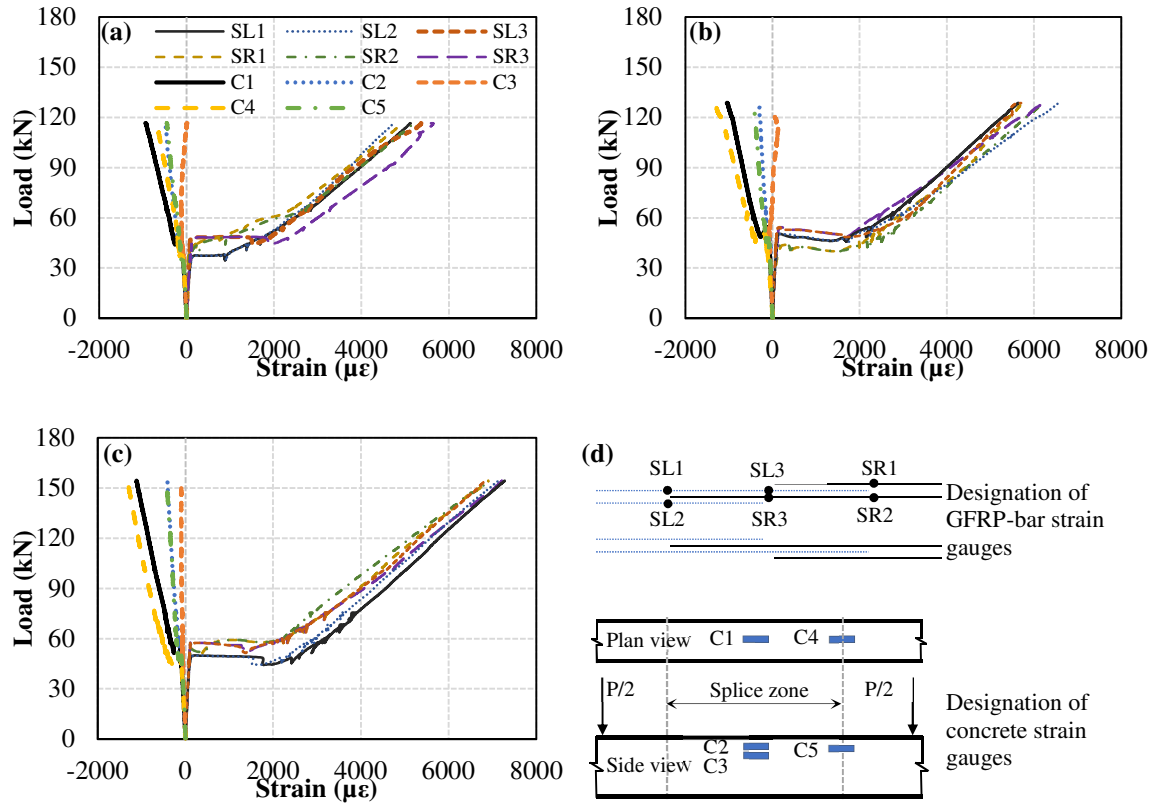 (a)
SL1 SL2 SL3
SR1 SR2 SR3
C1 C2 C3
C4 C5
Load (kN)
180
150
120
90
60
30
0
-2000 0 2000 4000 6000 8000
Strain (µε)
(b)
Load (kN)
180
150
120
90
60
30
0
-2000 0 2000 4000 6000 8000
Strain (µε)
(c)
Load (kN)
180
150
120
90
60
30
0
-2000 0 2000 4000 6000 8000
Strain (µε)
(d)
SL1 SL3 SR1
SL2 SR3 SR2
Designation of
GFRP-bar strain
gauges
Plan view C1 C4
P/2 Splice zone P/2
Designation of
concrete strain
gauges
C2 C5
Side view C3